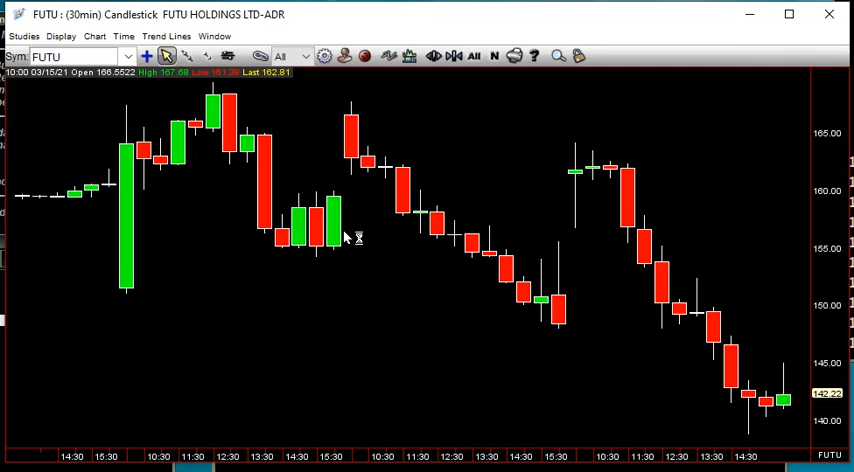 FUTU : (30min) Candlestick FUTU HOLDINGS LTD-ADR
Studies Display Chart Time Trend Lines Window
Sym: FUTU All All N ?
10:00 03/15/21 Open 166.5522 High 167.68 Low 161.39 Last 162.81
165.00
160.00
155.00
150.00
145.00
142.22
140.00
14:30 15:30 10:30 11:30 12:30 13:30 14:30 15:30 10:30 11:30 12:30 13:30 14:30 15:30 10:30 11:30 12:30 13:30 14:30 FUTU